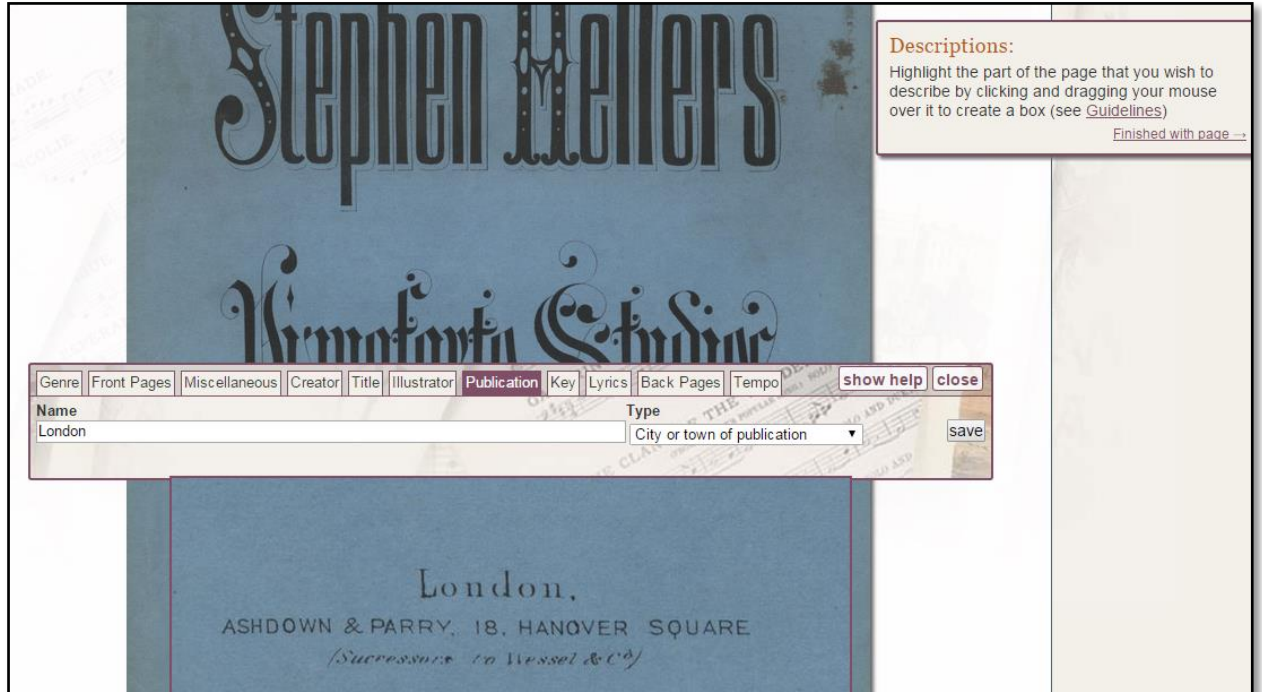 Stephen Hellers
Pianoforte Studies
Descriptions:
Highlight the part of the page that you wish to
describe by clicking and dragging your mouse
over it to create a box (see Guidelines)
Finished with page →
Genre Front Pages Miscellaneous Creator Title Illustrator Publication Key Lyrics Back Pages Tempo show help close
Name Type
London City or town of publication save
London,
ASHDOWN & PARRY, 18, HANOVER SQUARE
(Successors to Wessel & Co)